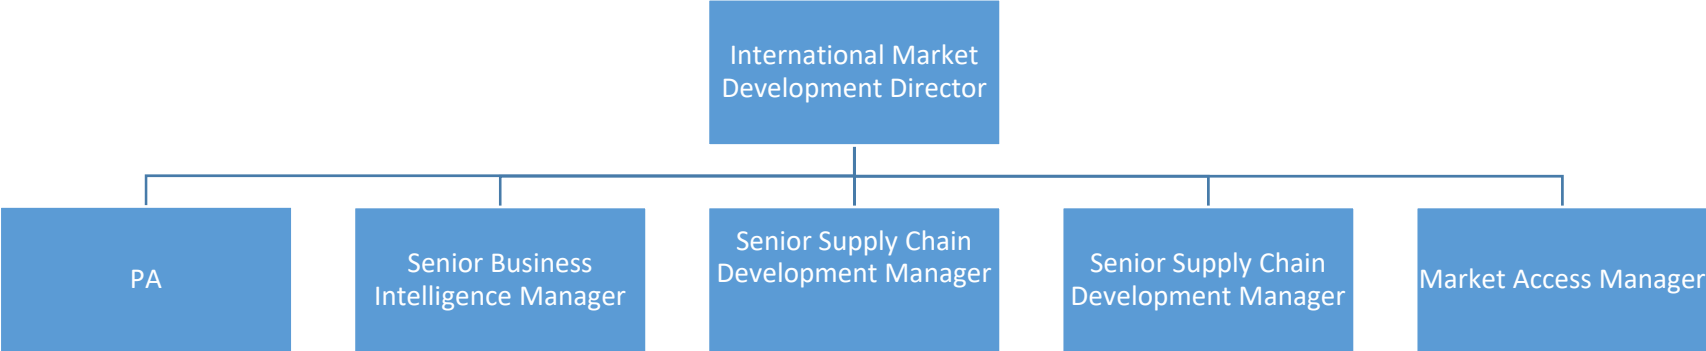 International Market
Development Director
PA
Senior Business
Intelligence Manager
Senior Supply Chain
Development Manager
Senior Supply Chain
Development Manager
Market Access Manager